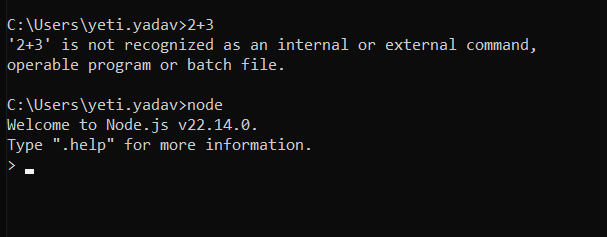 C:\Users\yeti.yadav>2+3
'2+3' is not recognized as an internal or external command,
operable program or batch file.
C:\Users\yeti.yadav>node
Welcome to Node.js v22.14.0.
Type ".help" for more information.
>